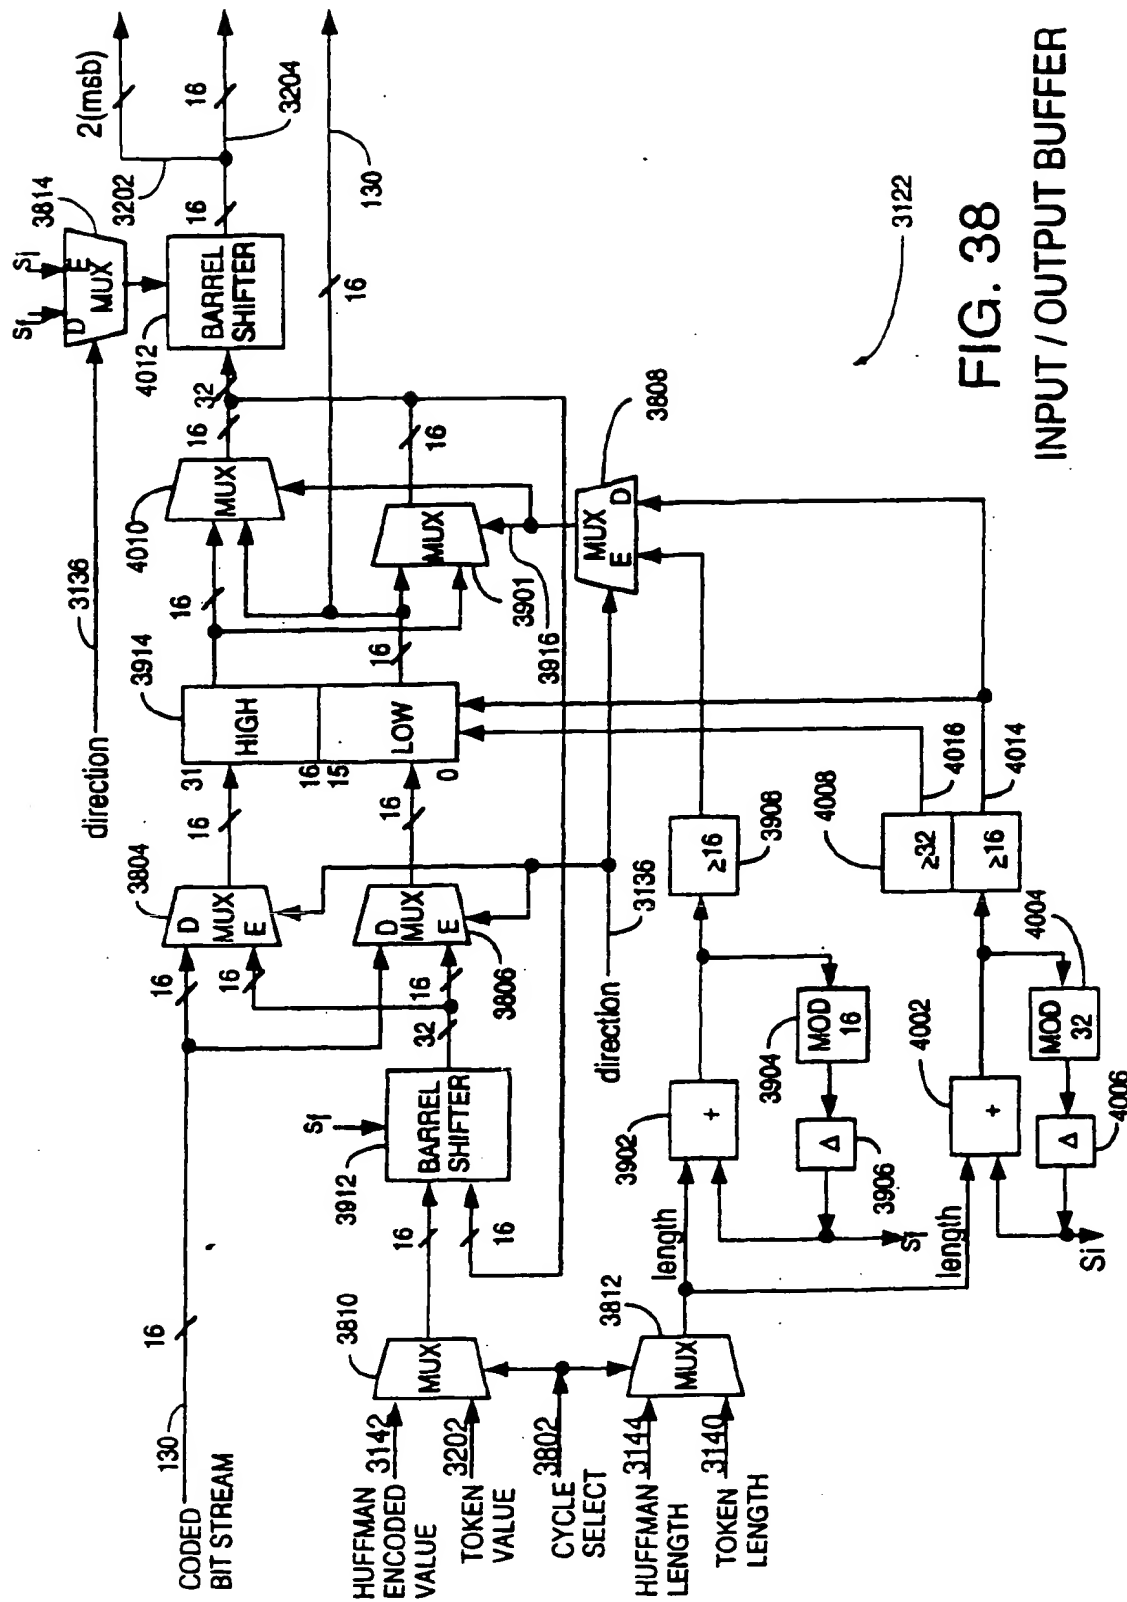 2(msb)
16
3204
3202
16
130
3814
Sf
Si
D
E
MUX
BARREL
SHIFTER
4012
16
32
16
16
MUX
4010
3136
direction
16
MUX
3901
3916
3808
MUX
E
D
3914
31
HIGH
16
15
LOW
0
16
3804
16
16
D
MUX
E
16
16
D
MUX
E
3806
16
16
32
3912
Sf
BARREL
SHIFTER
16
16
direction
3136
≥16
3908
4008
≥32
≥16
4016
4014
3902
+
3904
MOD
16
Δ
3906
Sf
4002
+
4004
MOD
32
Δ
4006
Si
length
length
3810
MUX
3812
MUX
16
130
CODED
BIT STREAM
3142
HUFFMAN
ENCODED
VALUE
3202
TOKEN
VALUE
3802
CYCLE
SELECT
3144
HUFFMAN
LENGTH
3140
TOKEN
LENGTH
3122
FIG. 38
INPUT / OUTPUT BUFFER